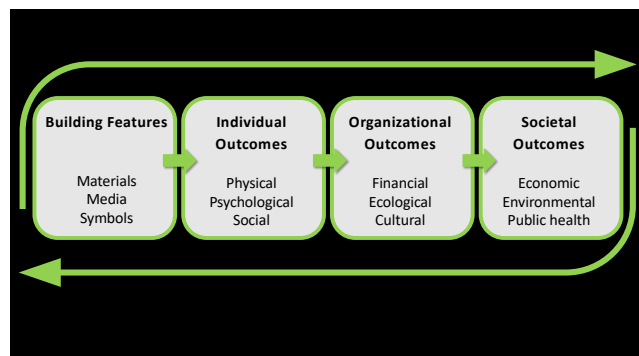 Building Features
Materials
Media
Symbols
Individual
Outcomes
Physical
Psychological
Social
Organizational
Outcomes
Financial
Ecological
Cultural
Societal
Outcomes
Economic
Environmental
Public health